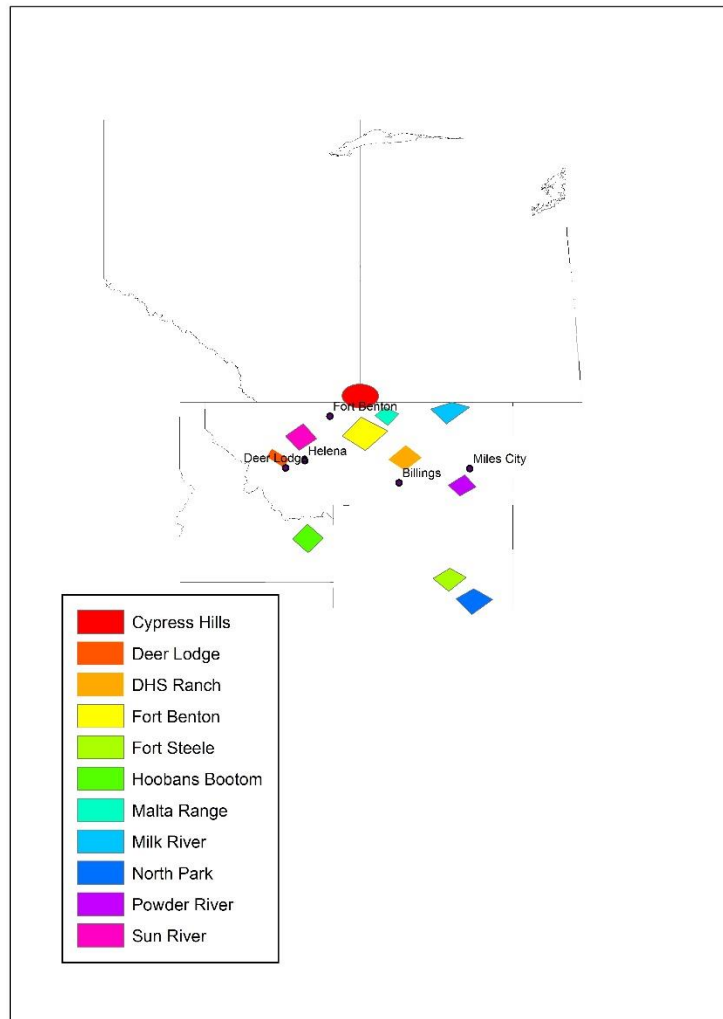 Fort Benton
Helena
Deer Lodge
Billings
Miles City
Cypress Hills
Deer Lodge
DHS Ranch
Fort Benton
Fort Steele
Hoobans Bootom
Malta Range
Milk River
North Park
Powder River
Sun River